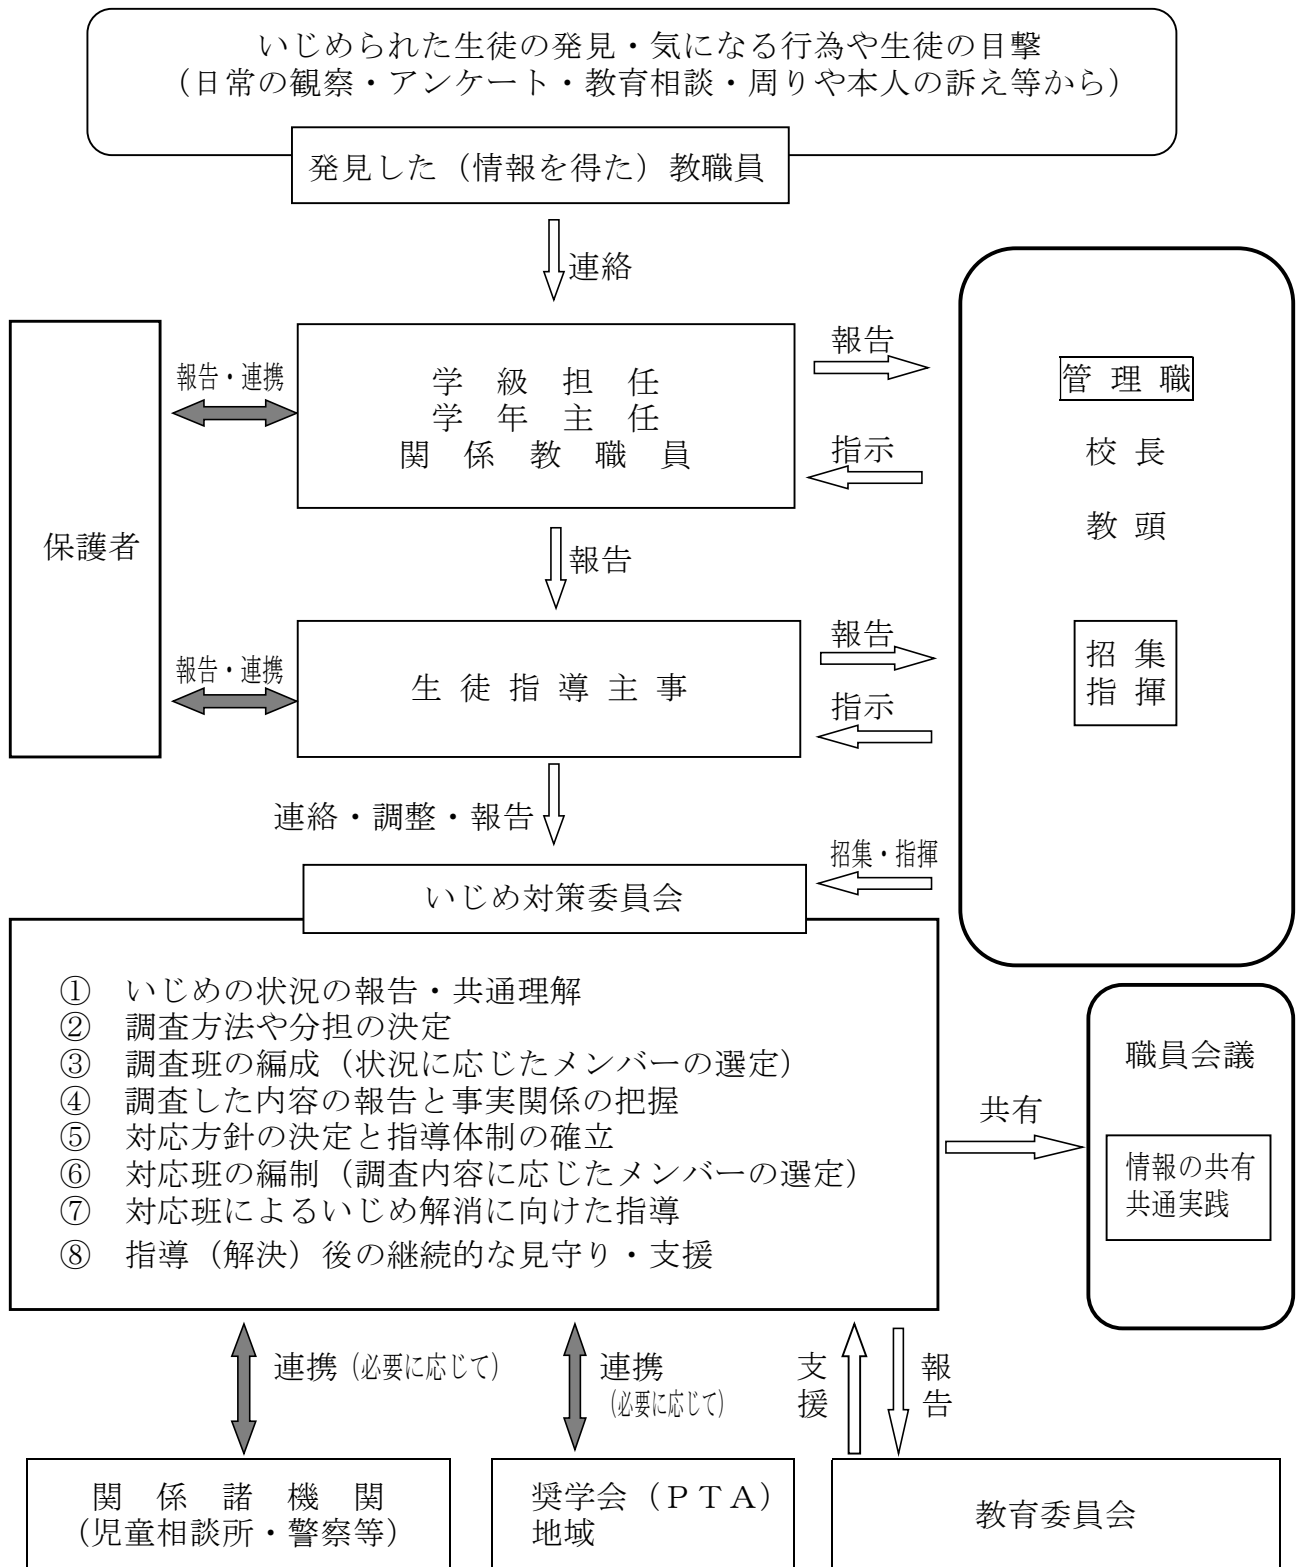 いじめられた生徒の発見・気になる行為や生徒の目撃
（日常の観察・アンケート・教育相談・周りや本人の訴え等から）
発見した（情報を得た）教職員
連絡
保護者
報告・連携
学級担任
学年主任
関係教職員
報告
指示
管理職
校長
教頭
招集
指揮
報告
報告・連携
生徒指導主事
報告
指示
連絡・調整・報告
招集・指揮
いじめ対策委員会
① いじめの状況の報告・共通理解
② 調査方法や分担の決定
③ 調査班の編成（状況に応じたメンバーの選定）
④ 調査した内容の報告と事実関係の把握
⑤ 対応方針の決定と指導体制の確立
⑥ 対応班の編制（調査内容に応じたメンバーの選定）
⑦ 対応班によるいじめ解消に向けた指導
⑧ 指導（解決）後の継続的な見守り・支援
共有
職員会議
情報の共有
共通実践
連携（必要に応じて）
連携
（必要に応じて）
支援
報告
関係諸機関
（児童相談所・警察等）
奨学会（ＰＴＡ）
地域
教育委員会